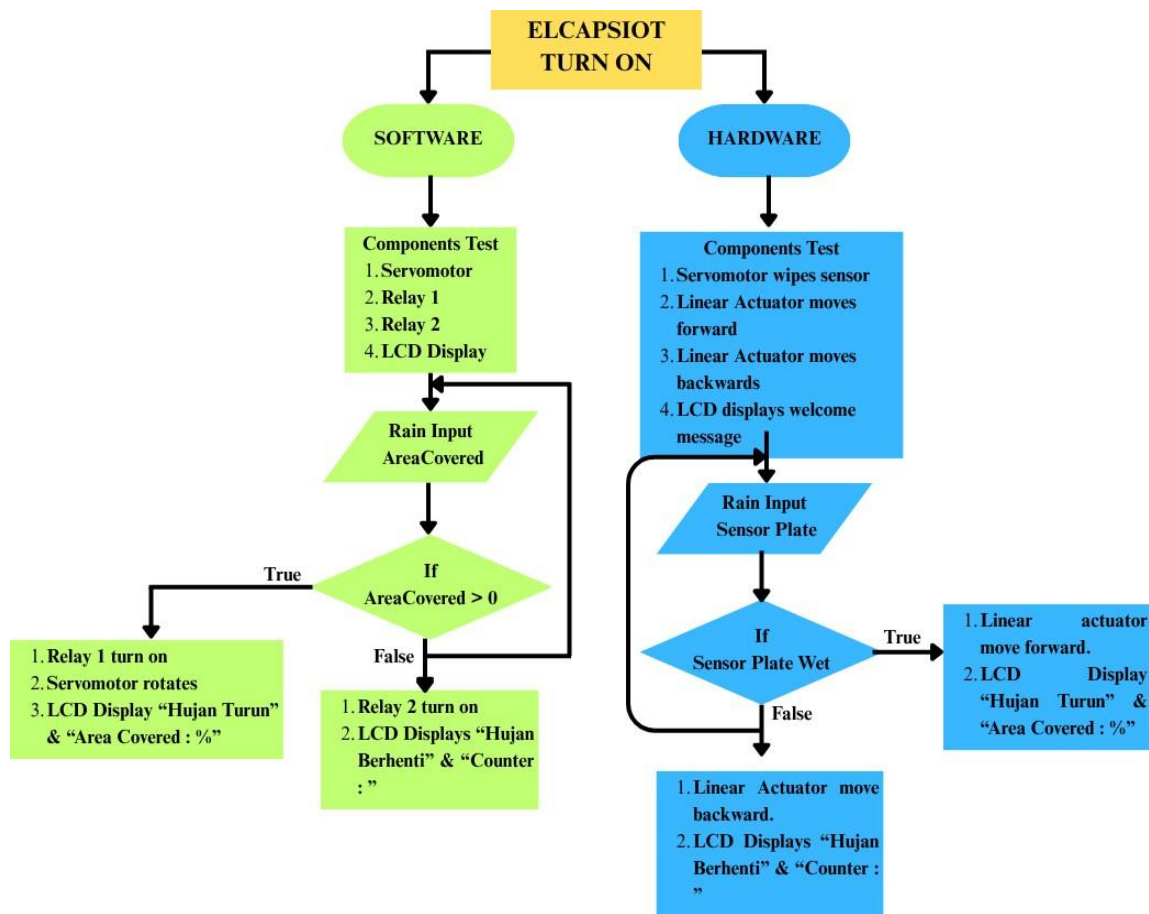 ELCAPSIOT
TURN ON
SOFTWARE
HARDWARE
Components Test
1. Servomotor
2. Relay 1
3. Relay 2
4. LCD Display
Rain Input
AreaCovered
If
AreaCovered > 0
True
False
1. Relay 1 turn on
2. Servomotor rotates
3. LCD Display “Hujan Turun”
& “Area Covered : %”
1. Relay 2 turn on
2. LCD Displays “Hujan
Berhenti” & “Counter
: ”
Components Test
1. Servomotor wipes sensor
2. Linear Actuator moves
forward
3. Linear Actuator moves
backwards
4. LCD displays welcome
message
Rain Input
Sensor Plate
If
Sensor Plate Wet
True
False
1. Linear actuator
move forward.
2. LCD Display
“Hujan Turun” &
“Area Covered : %”
1. Linear Actuator move
backward.
2. LCD Displays “Hujan
Berhenti” & “Counter :
”